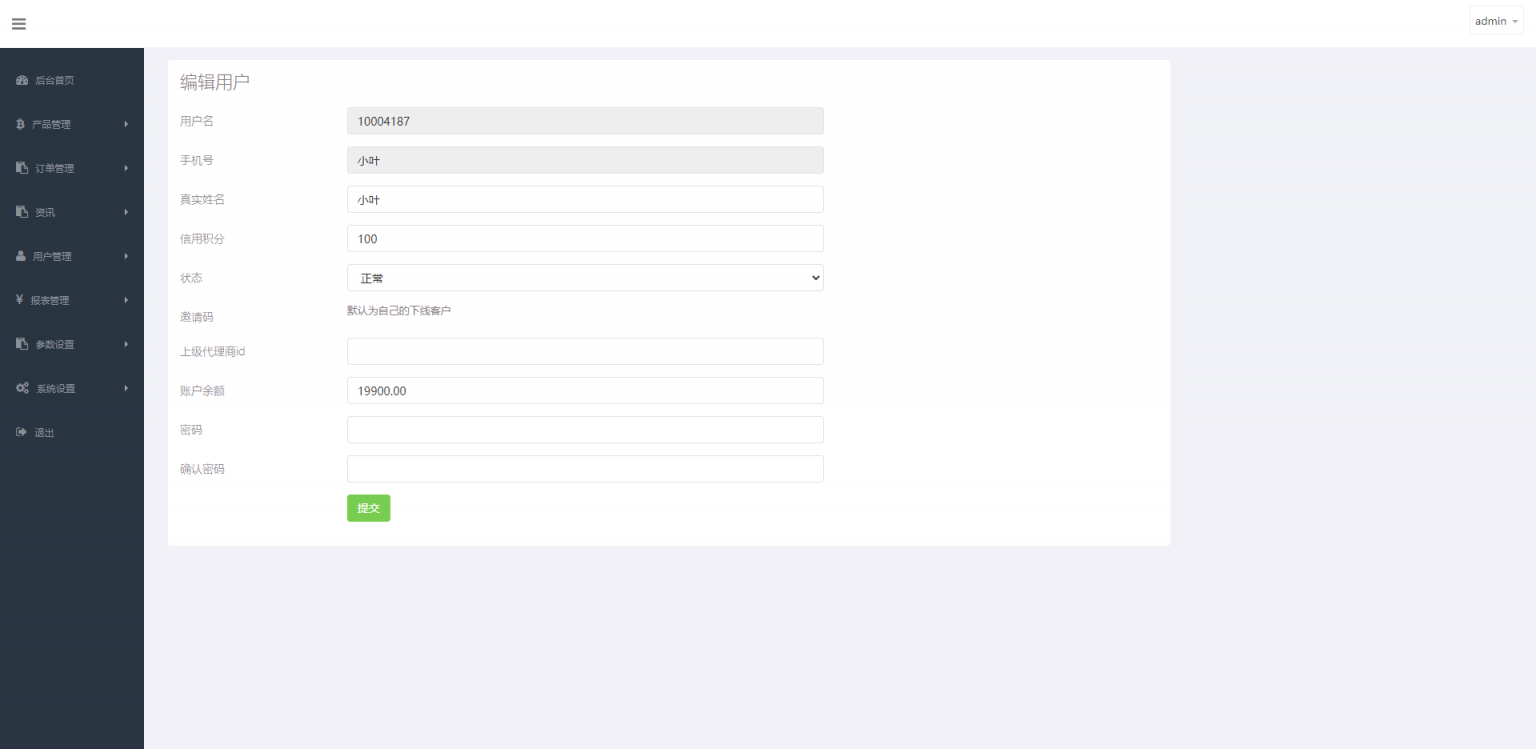 admin
后台首页
产品管理
订单管理
资讯
用户管理
报表管理
参数设置
系统设置
退出
编辑用户
用户名 10004187
手机号 小叶
真实姓名 小叶
信用积分 100
状态 正常
邀请码 默认为自己的下线客户
上级代理商id
账户余额 19900.00
密码
确认密码
提交